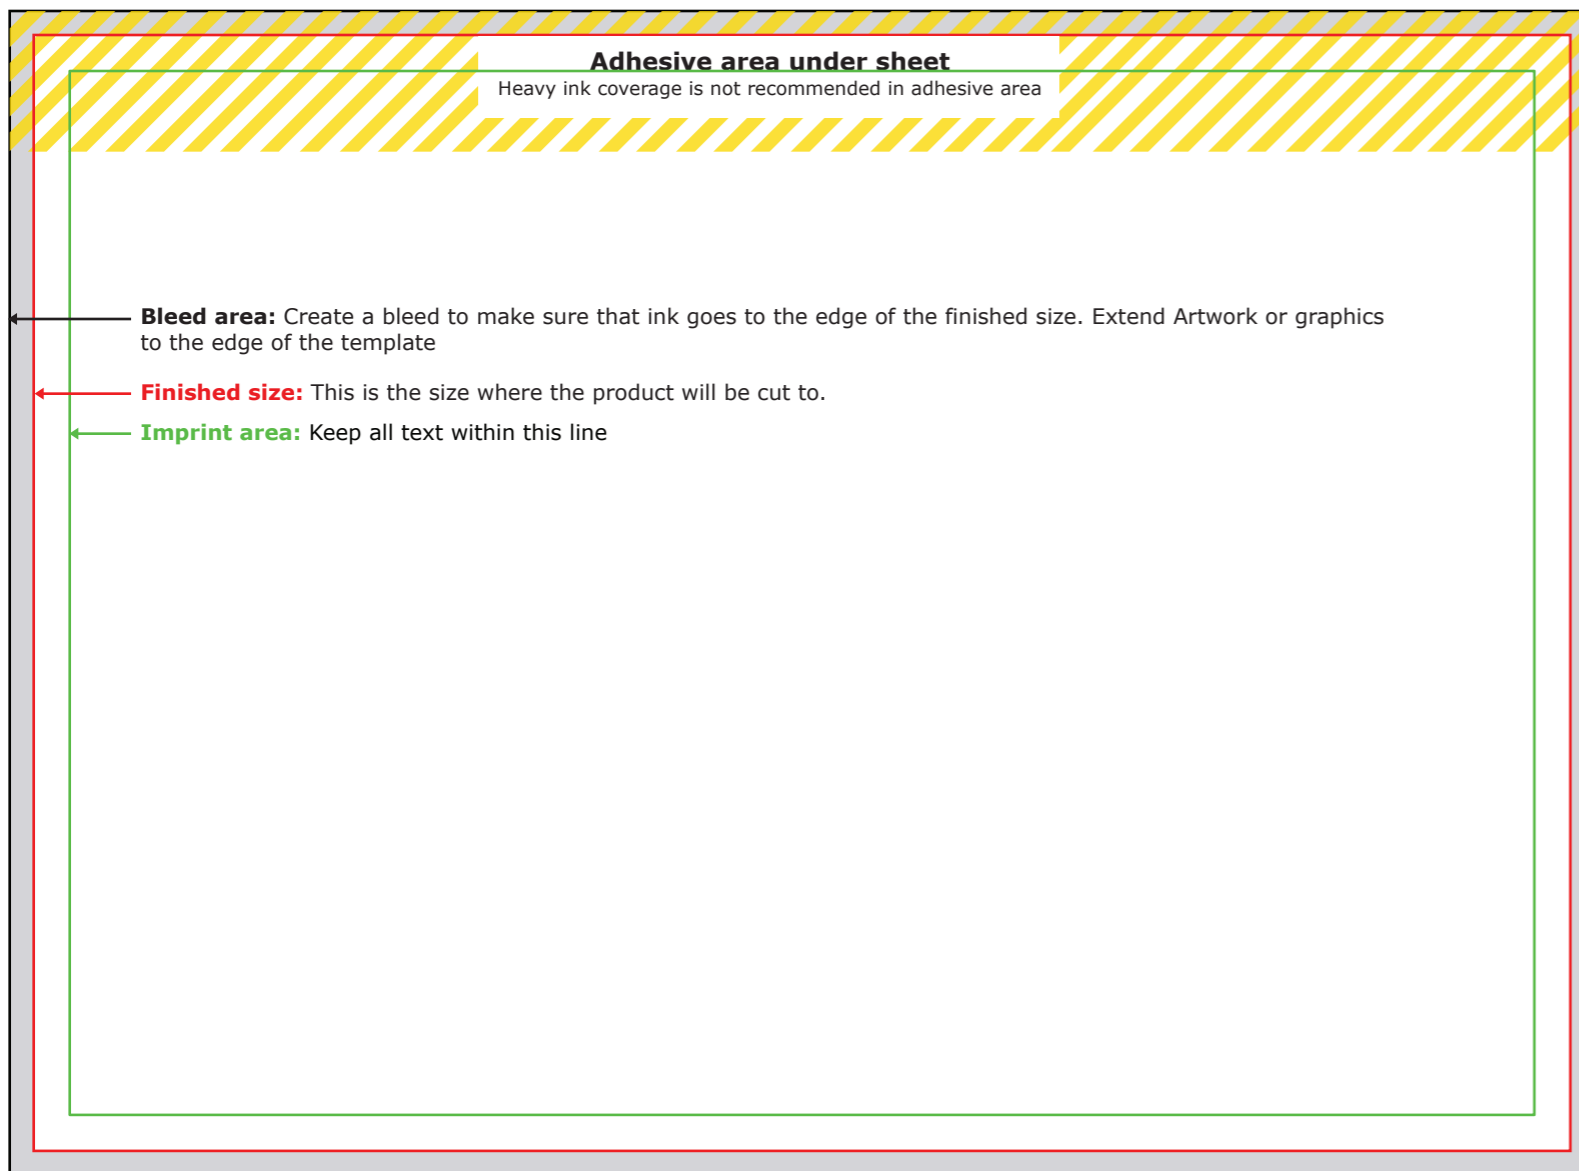 Adhesive area under sheet
Heavy ink coverage is not recommended in adhesive area
Bleed area: Create a bleed to make sure that ink goes to the edge of the finished size. Extend Artwork or graphics
to the edge of the template
Finished size: This is the size where the product will be cut to.
Imprint area: Keep all text within this line